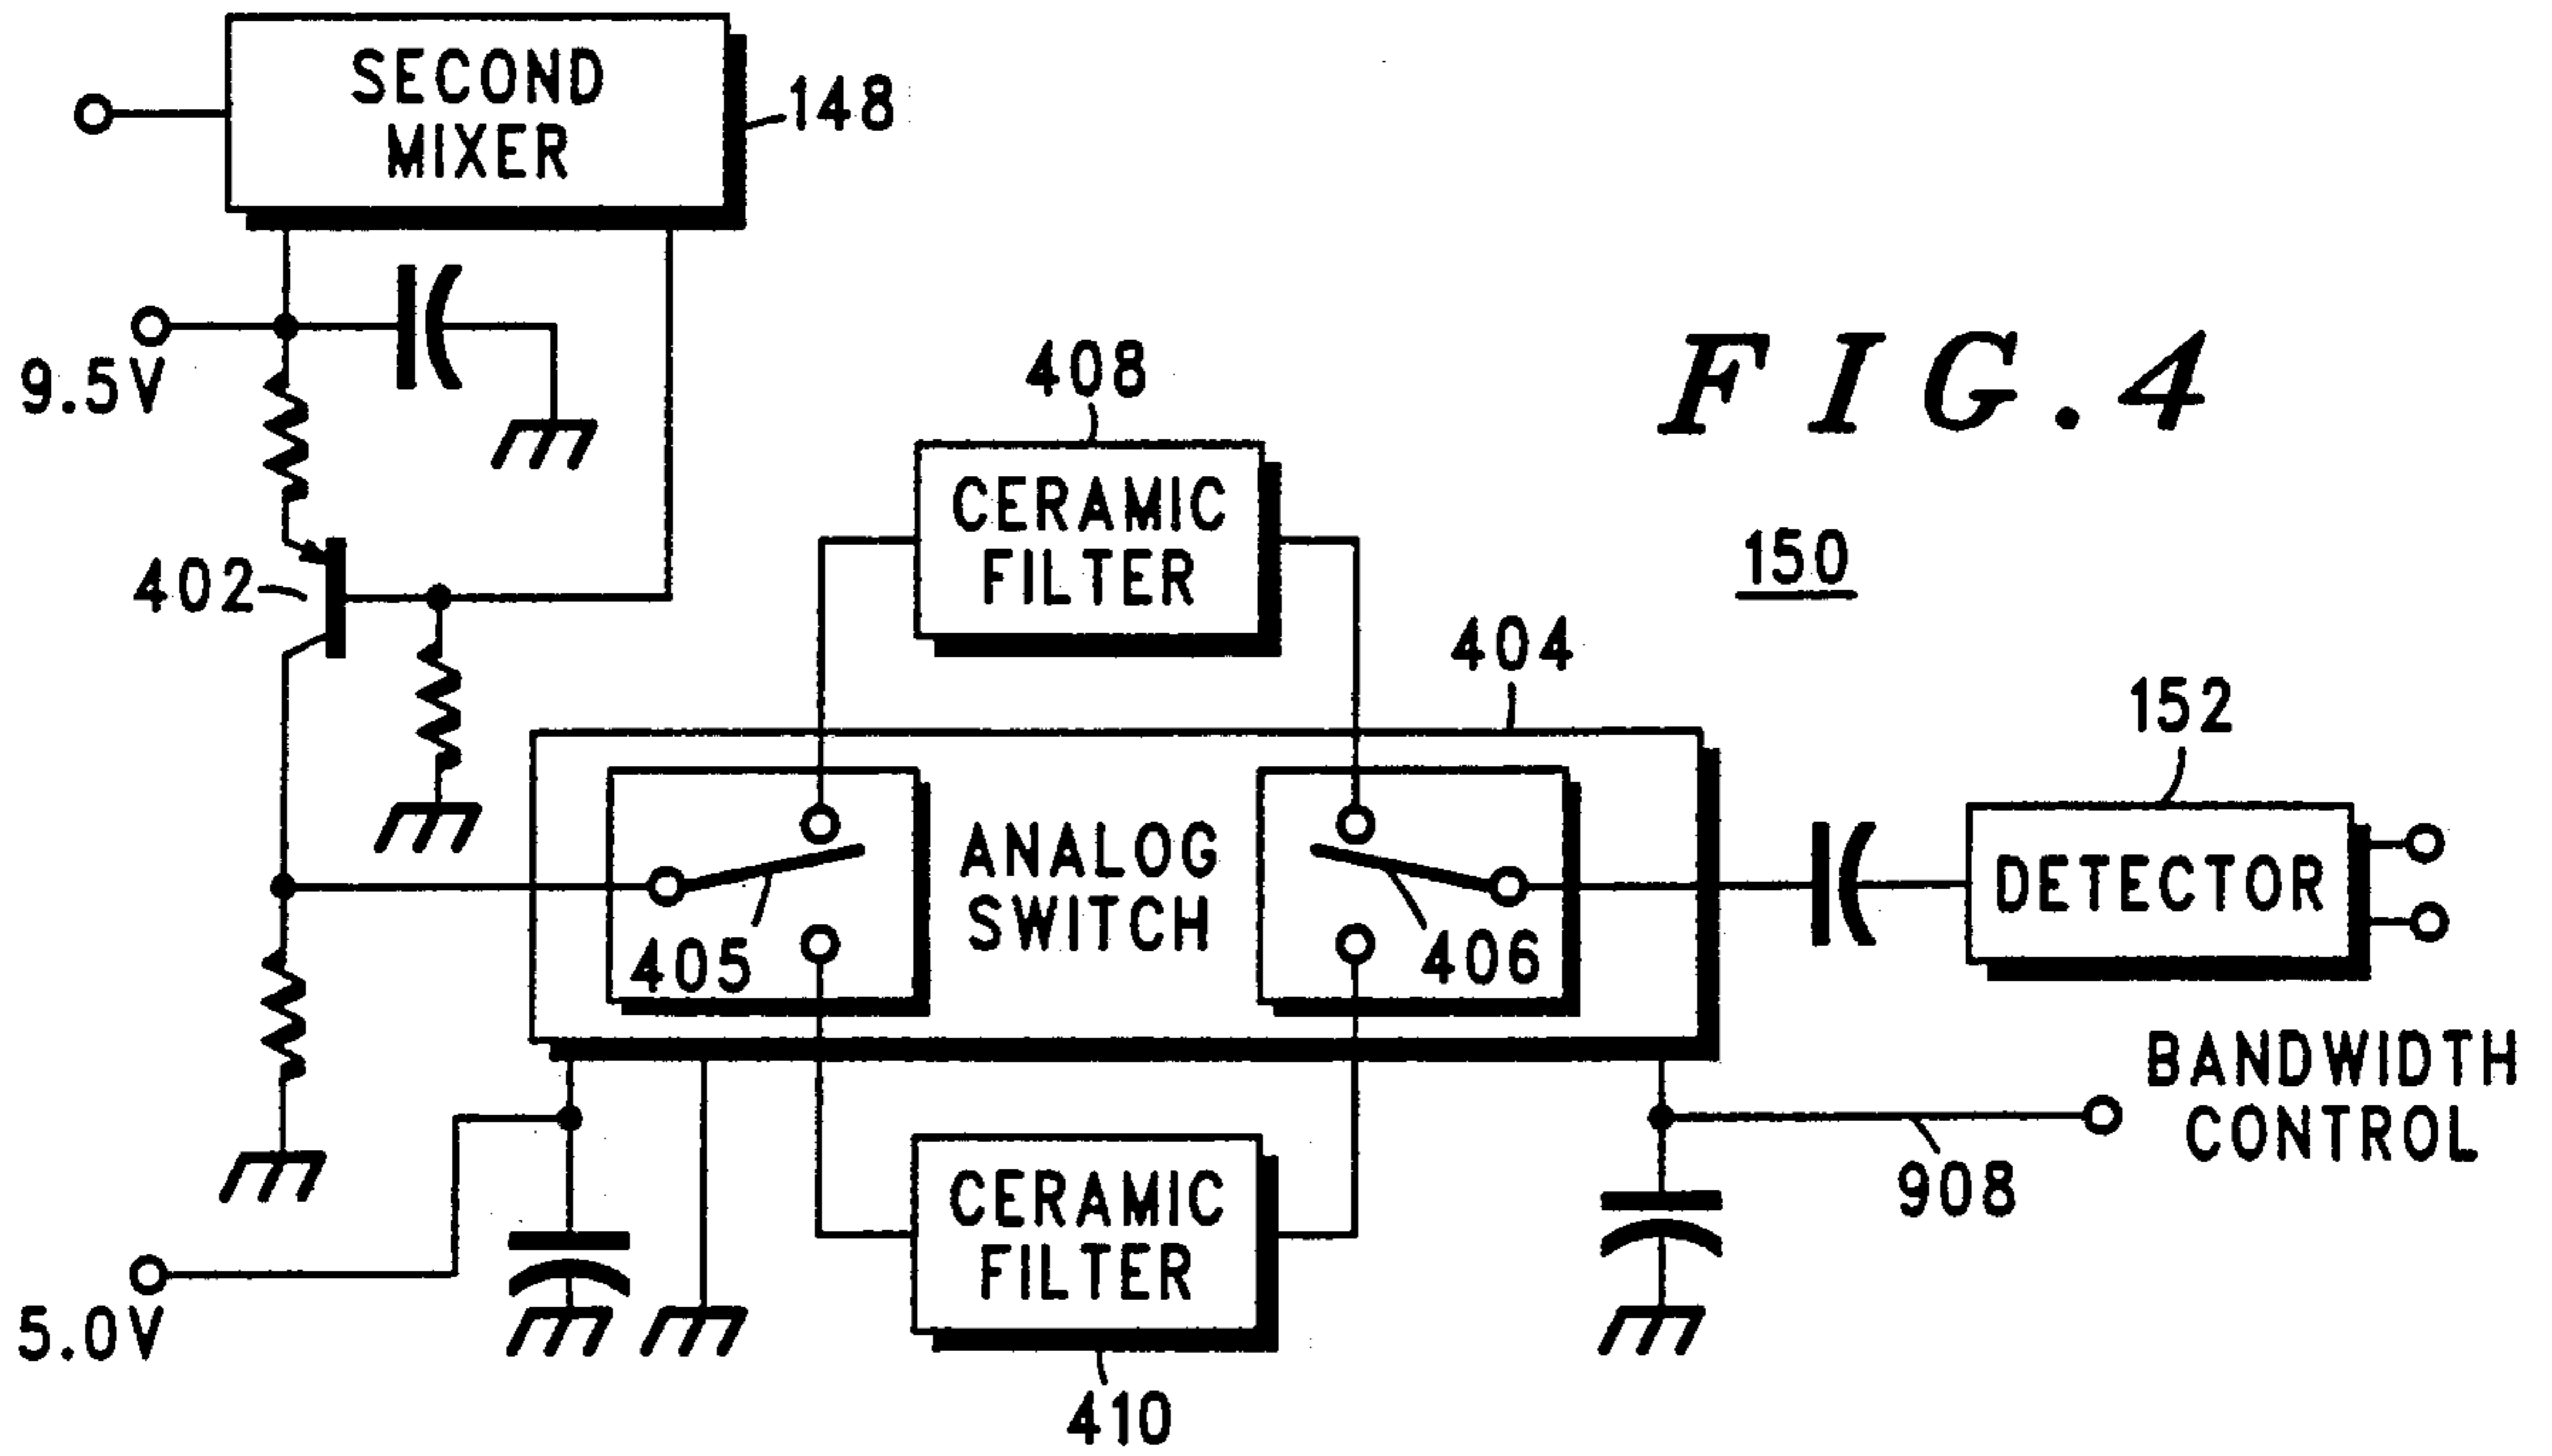 SECOND
MIXER
148
9.5V
408
FIG.4
CERAMIC
FILTER
150
402
404
152
ANALOG
SWITCH
405
406
DETECTOR
BANDWIDTH
CONTROL
908
CERAMIC
FILTER
5.0V
410